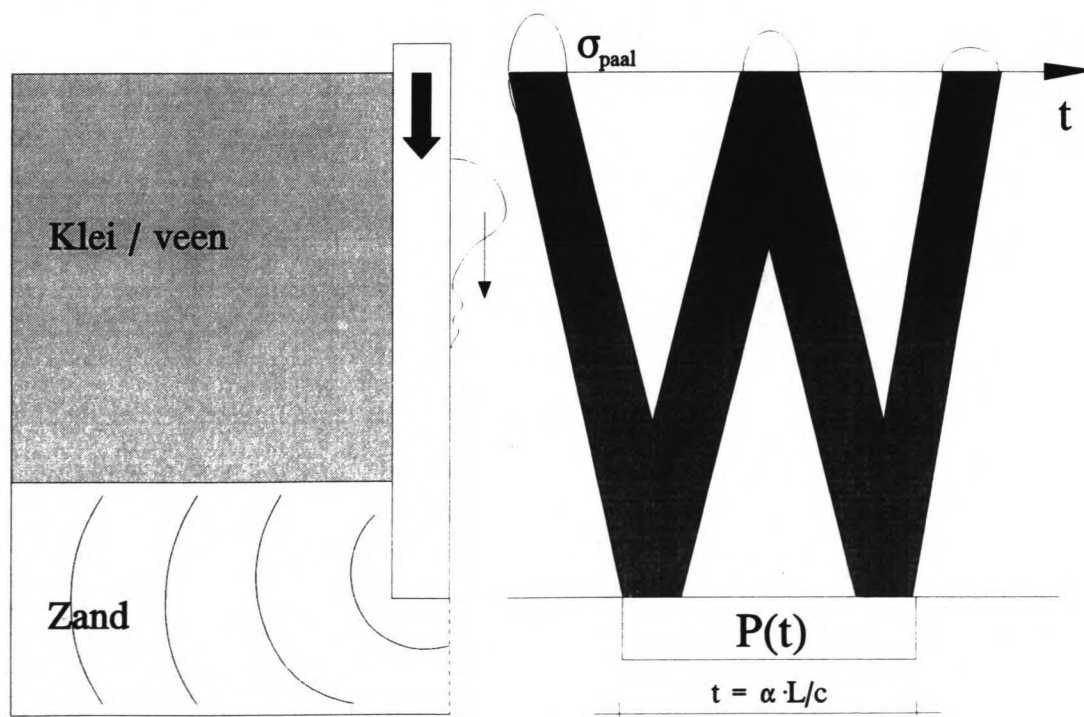 Klei / veen
Zand
σpaal
t
P(t)
t = α·L/c